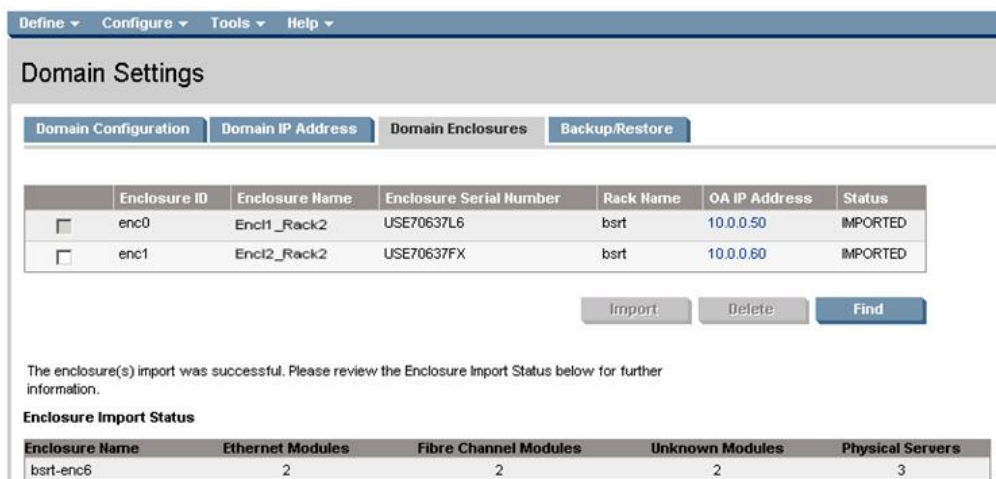 Define Configure Tools Help
Domain Settings
Domain Configuration Domain IP Address Domain Enclosures Backup/Restore
Enclosure ID Enclosure Name Enclosure Serial Number Rack Name OA IP Address Status
enc0 Encl1_Rack2 USE70637L6 bsrt 10.0.0.50 IMPORTED
enc1 Encl2_Rack2 USE70637FX bsrt 10.0.0.60 IMPORTED
Import Delete Find
The enclosure(s) import was successful. Please review the Enclosure Import Status below for further
information.
Enclosure Import Status
Enclosure Name Ethernet Modules Fibre Channel Modules Unknown Modules Physical Servers
bsrt-enc6 2 2 2 3